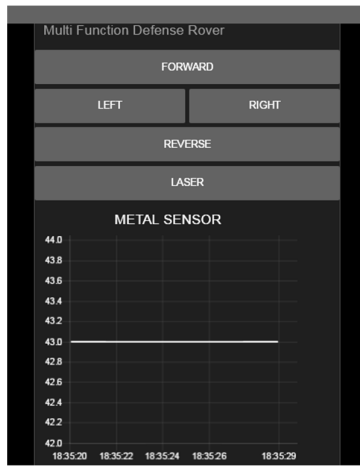 Multi Function Defense Rover
FORWARD
LEFT RIGHT
REVERSE
LASER
METAL SENSOR
44.0
43.8
43.6
43.4
43.2
43.0
42.8
42.6
42.4
42.2
42.0
18:35:20 18:35:22 18:35:24 18:35:26 18:35:29